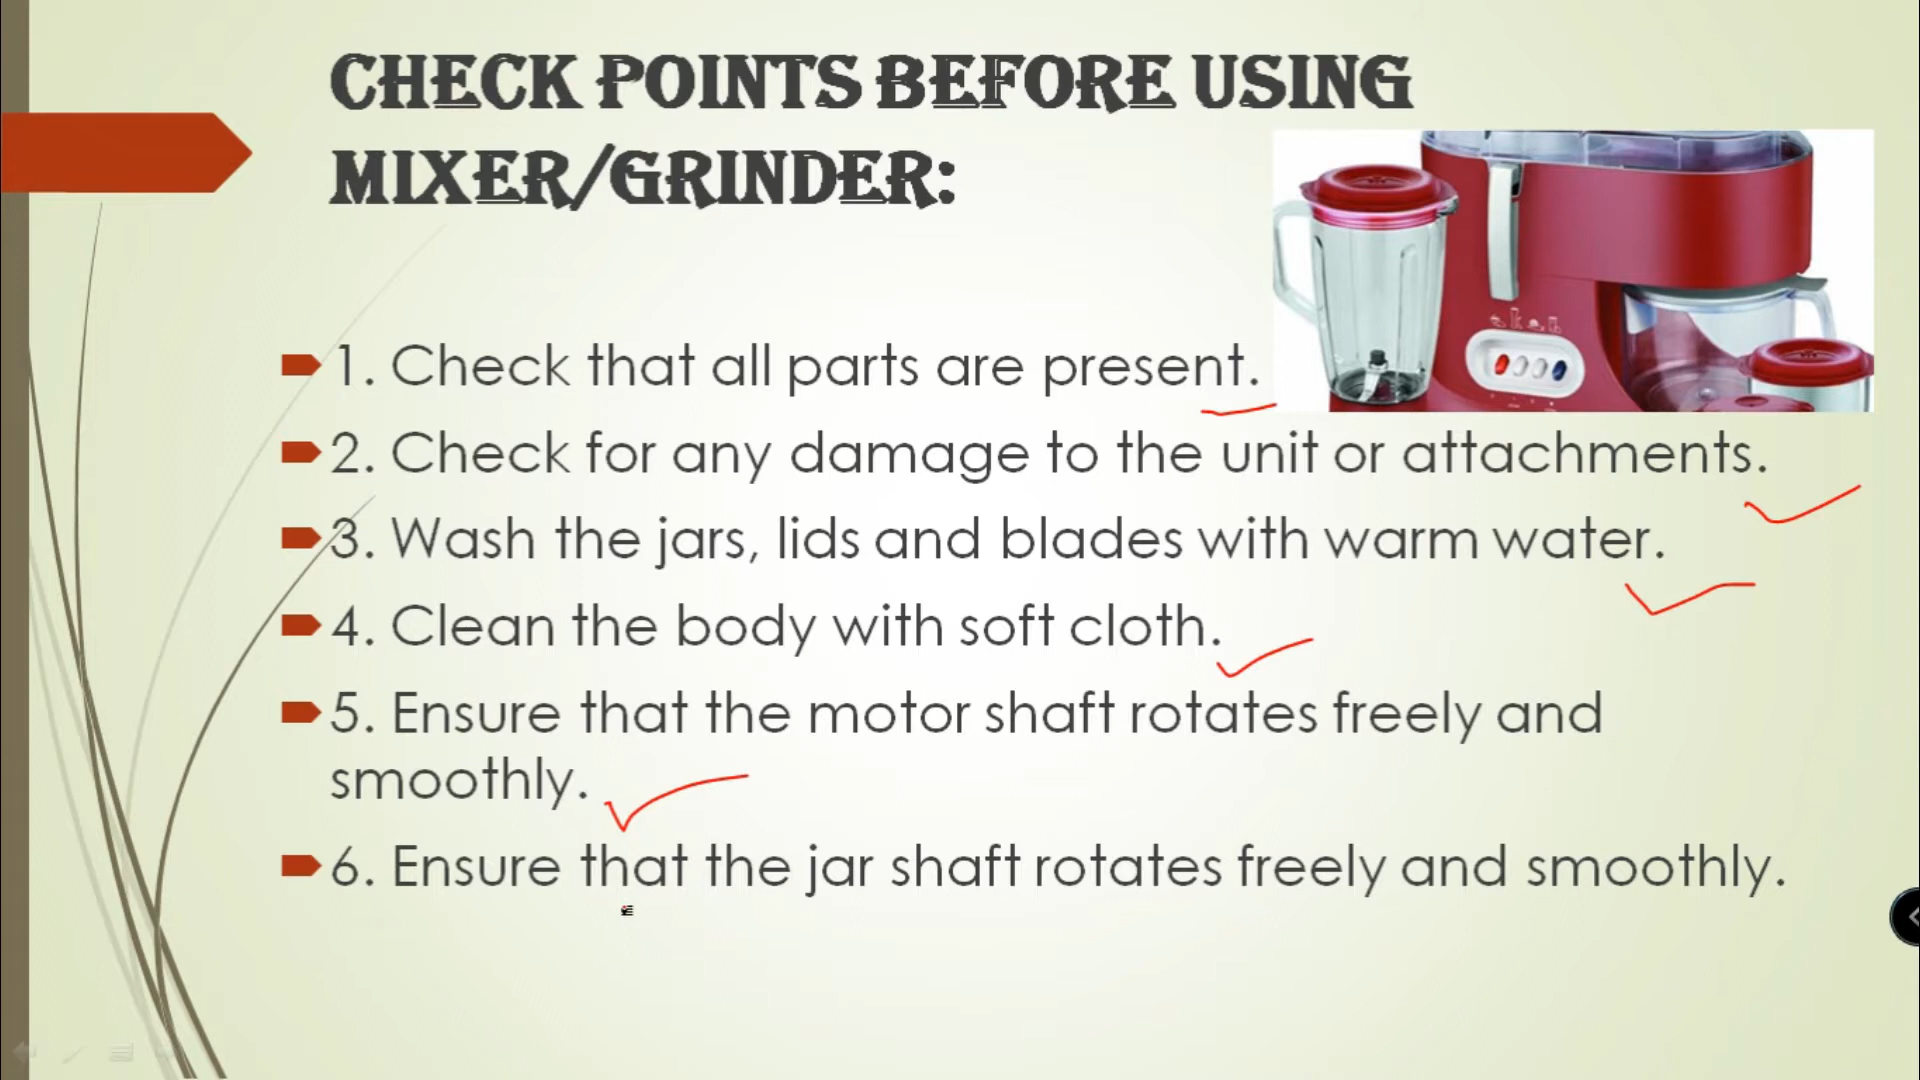 CHECK POINTS BEFORE USING
MIXER/GRINDER:
1. Check that all parts are present.
2. Check for any damage to the unit or attachments.
3. Wash the jars, lids and blades with warm water.
4. Clean the body with soft cloth.
5. Ensure that the motor shaft rotates freely and
smoothly.
6. Ensure that the jar shaft rotates freely and smoothly.